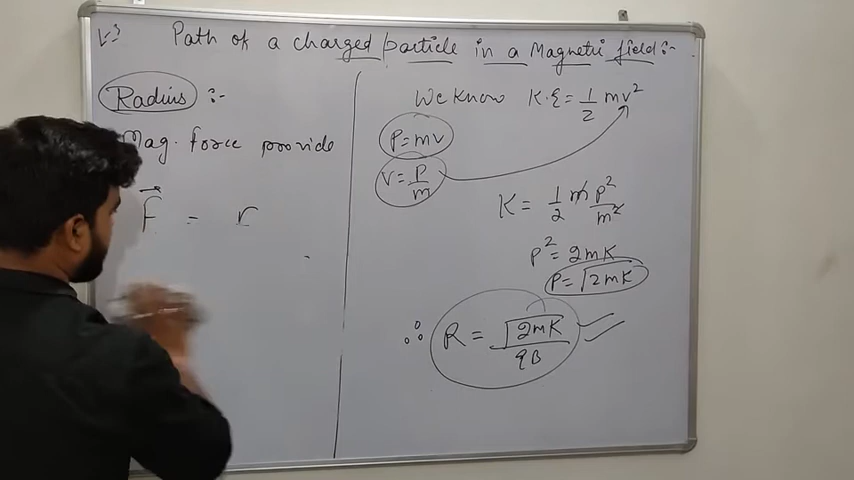 Path of a charged particle in a Magnetic field :-
Radius :-
Mag. force provide
F⃗ = r
We know K.E = 1/2 mv²
P = mv
v = P/m
K = 1/2 m P²/m²
P² = 2mK
P = √2mK
∴ R = √2mK / qB